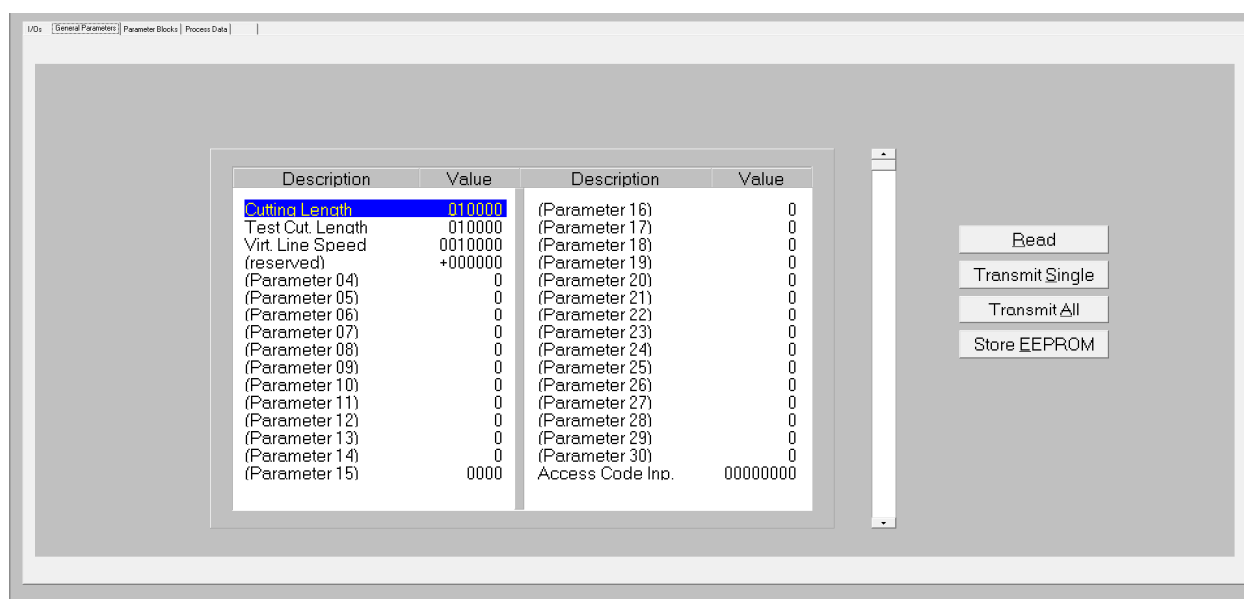 I/Os General Parameters Parameter Blocks Process Data
Description Value Description Value
Cutting Length 010000 (Parameter 16) 0
Test Cut. Length 010000 (Parameter 17) 0
Virt. Line Speed 0010000 (Parameter 18) 0
(reserved) +000000 (Parameter 19) 0
(Parameter 04) 0 (Parameter 20) 0
(Parameter 05) 0 (Parameter 21) 0
(Parameter 06) 0 (Parameter 22) 0
(Parameter 07) 0 (Parameter 23) 0
(Parameter 08) 0 (Parameter 24) 0
(Parameter 09) 0 (Parameter 25) 0
(Parameter 10) 0 (Parameter 26) 0
(Parameter 11) 0 (Parameter 27) 0
(Parameter 12) 0 (Parameter 28) 0
(Parameter 13) 0 (Parameter 29) 0
(Parameter 14) 0 (Parameter 30) 0
(Parameter 15) 0000 Access Code Inp. 00000000
Read
Transmit Single
Transmit All
Store EEPROM